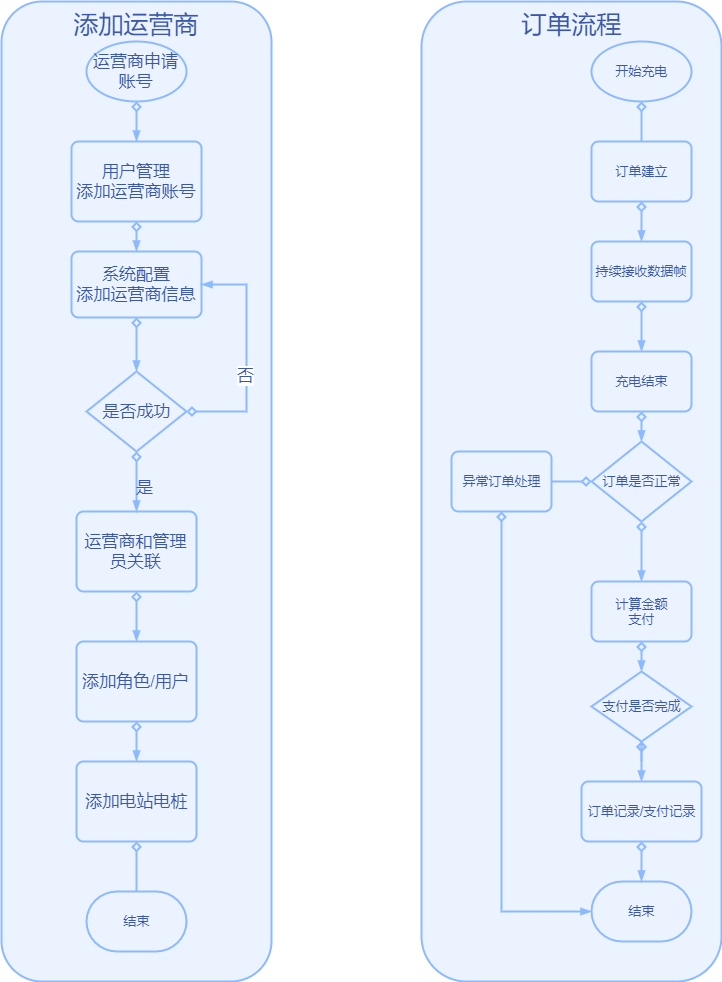 添加运营商
运营商申请
账号
用户管理
添加运营商账号
系统配置
添加运营商信息
否
是否成功
是
运营商和管理
员关联
添加角色/用户
添加电站电桩
结束
订单流程
开始充电
订单建立
持续接收数据帧
充电结束
异常订单处理
订单是否正常
计算金额
支付
支付是否完成
订单记录/支付记录
结束